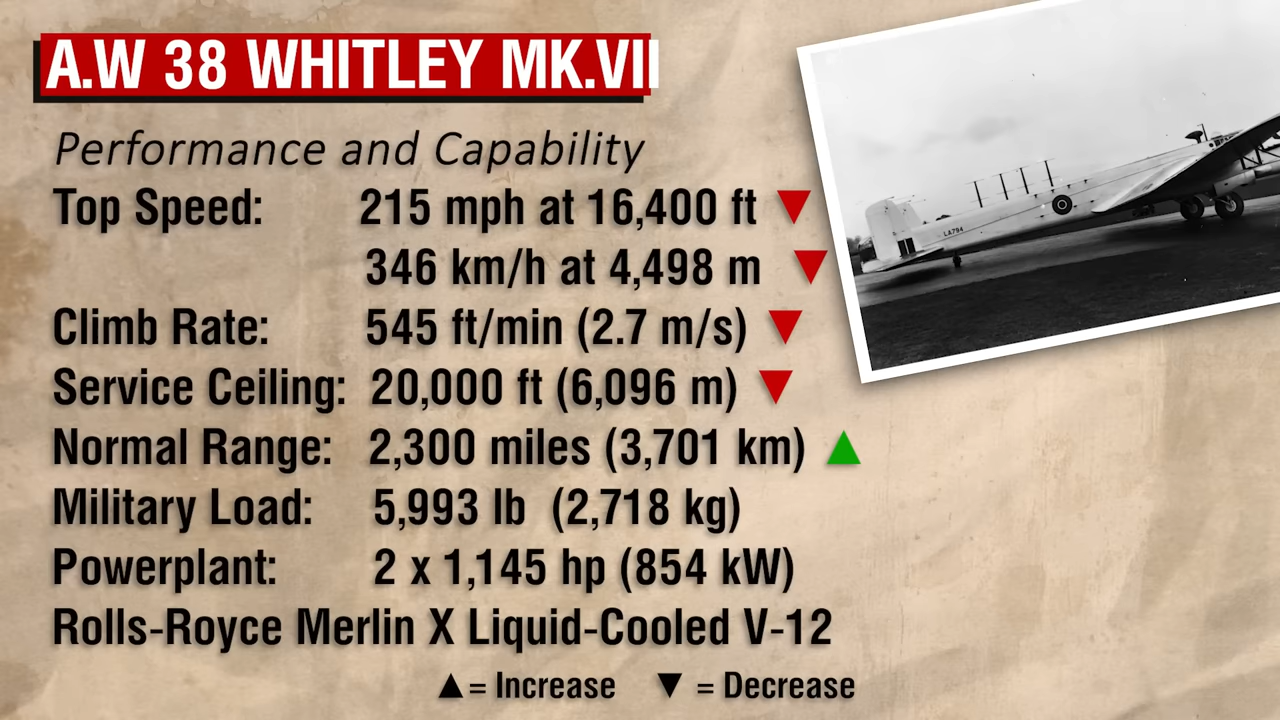 A.W 38 WHITLEY MK.VII
Performance and Capability
Top Speed: 215 mph at 16,400 ft ▼
346 km/h at 4,498 m ▼
Climb Rate: 545 ft/min (2.7 m/s) ▼
Service Ceiling: 20,000 ft (6,096 m) ▼
Normal Range: 2,300 miles (3,701 km) ▲
Military Load: 5,993 lb (2,718 kg)
Powerplant: 2 x 1,145 hp (854 kW)
Rolls-Royce Merlin X Liquid-Cooled V-12
▲= Increase ▼ = Decrease
LA794